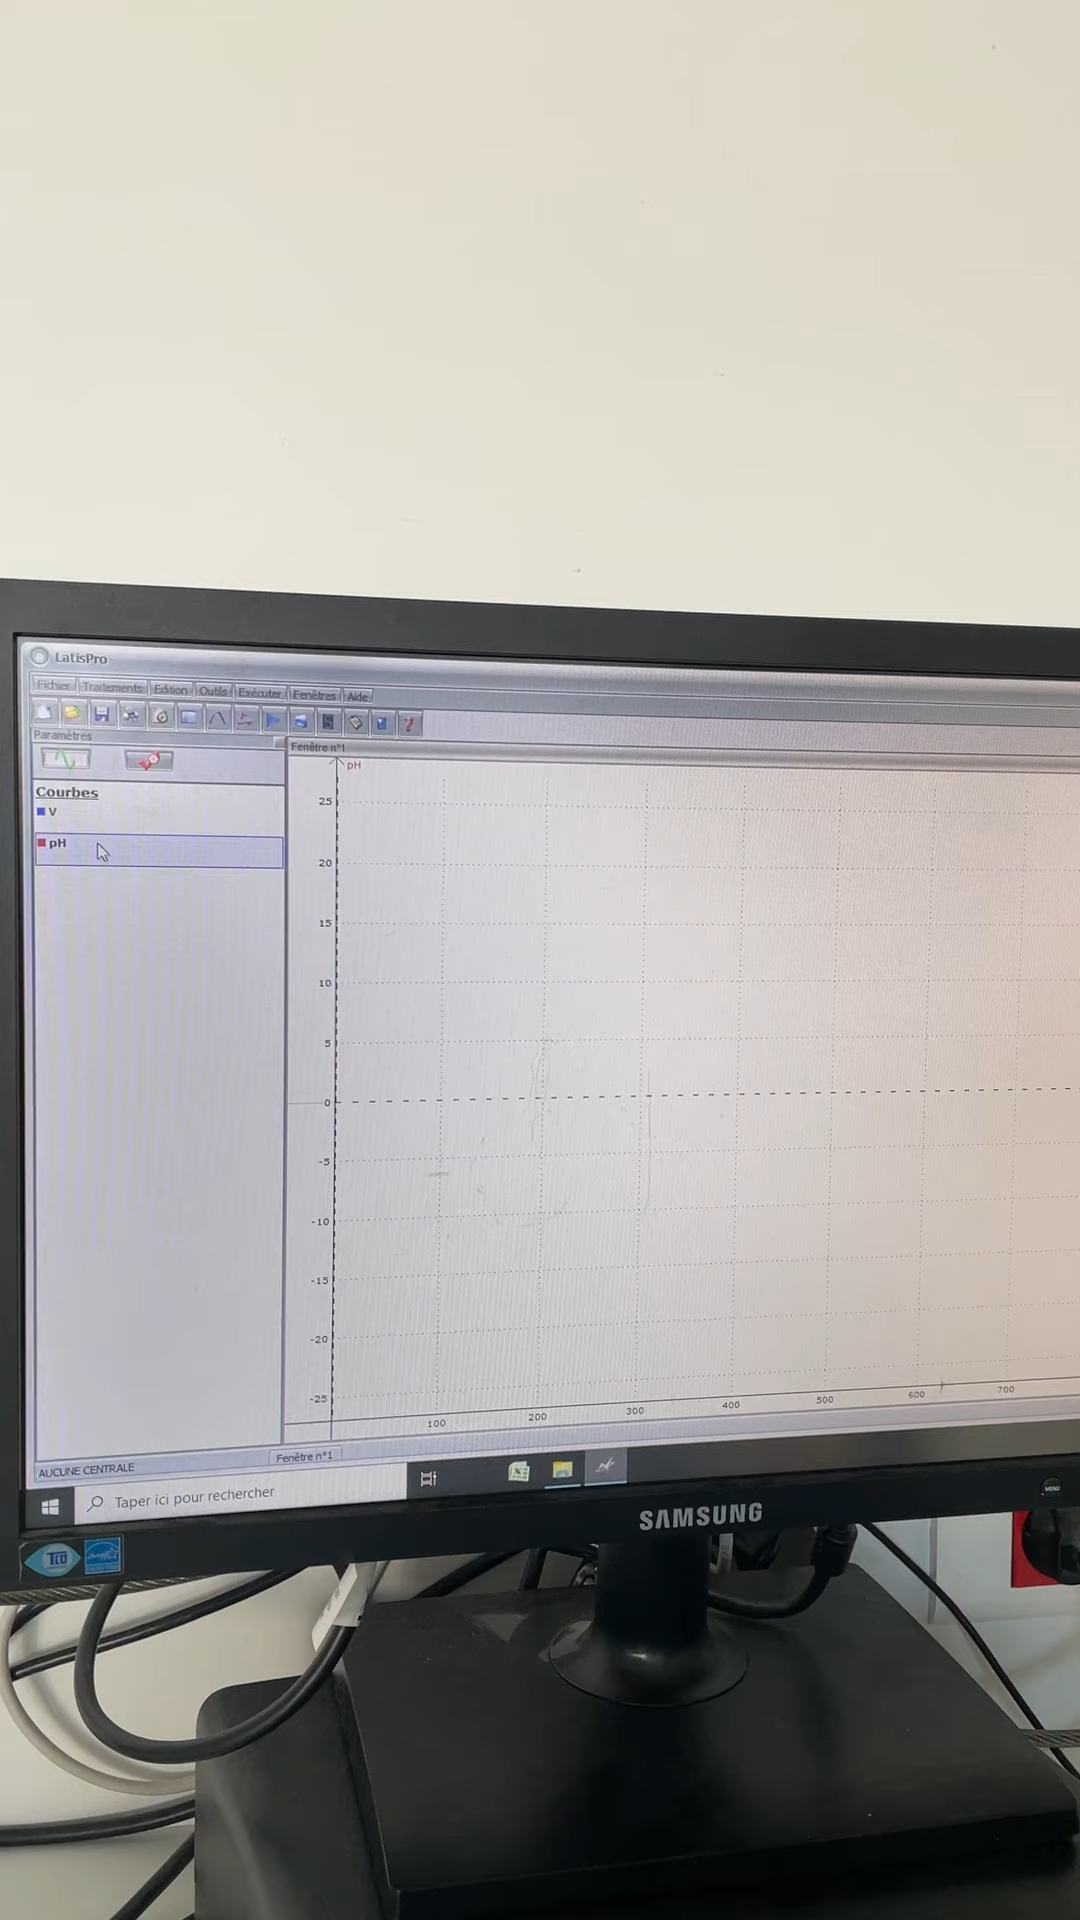 LatisPro
Fichier Traitements Edition Outils Exécuter Fenêtres Aide
Paramètres
Fenêtre n°1
Courbes
V
pH
pH
25
20
15
10
5
0
-5
-10
-15
-20
-25
100 200 300 400 500 600 700
Fenêtre n°1
AUCUNE CENTRALE
Taper ici pour rechercher
SAMSUNG
MENU
TCO